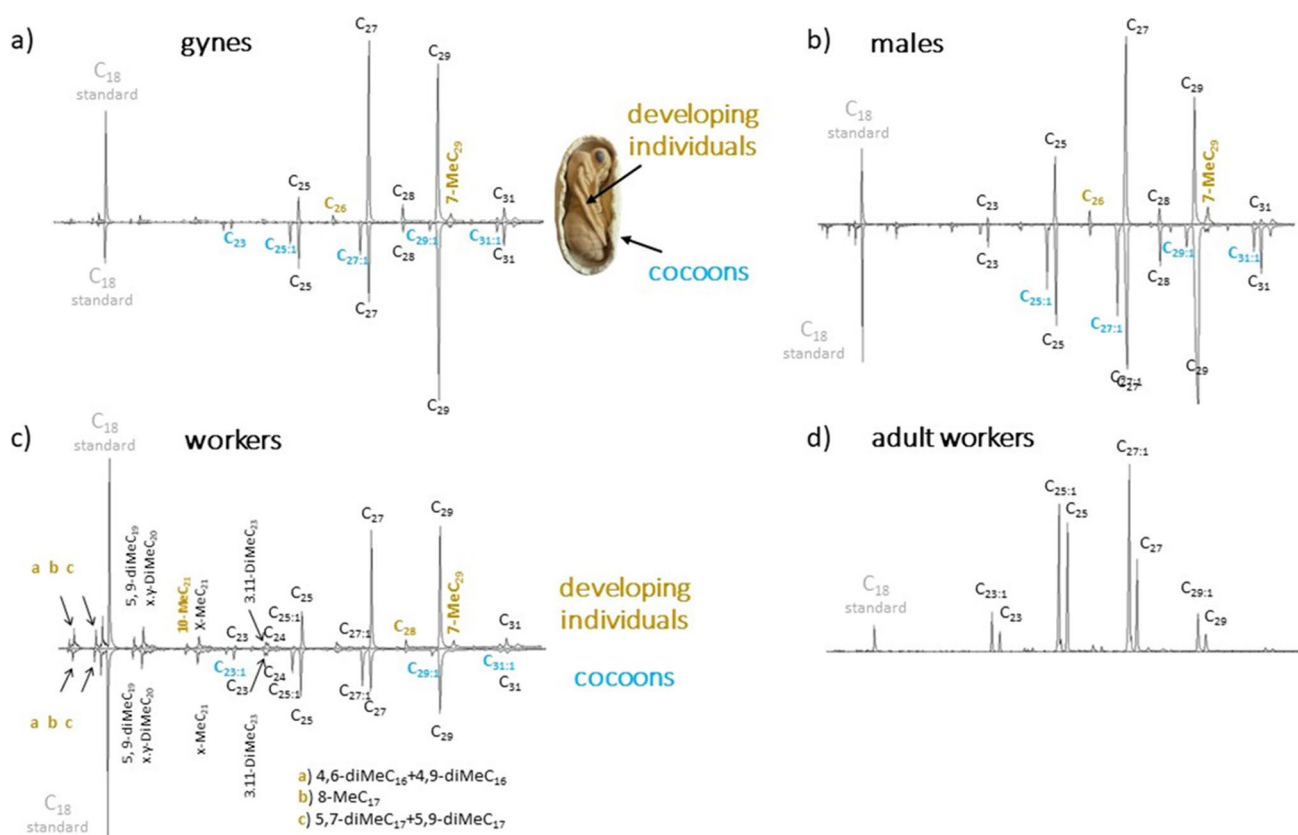 a) gynes
C18
standard
C25
C26
C27
C28
C29
7-MeC29
C31
C18
standard
C23
C25:1
C25
C27:1
C27
C28
C29:1
C29
C31:1
C31
developing
individuals
cocoons
b) males
C18
standard
C23
C25
C26
C27
C28
C29
7-MeC29
C31
C18
standard
C23
C25:1
C25
C27:1
C27:1
C27
C28
C29:1
C29
C31:1
C31
c) workers
C18
standard
a b c
5,9-diMeC19
x.y-DiMeC20
10-MeC21
X-MeC21
C23
3.11-DiMeC23
C24
C25:1
C25
C27:1
C27
C28
C29
7-MeC29
C31
developing
individuals
cocoons
a b c
C18
standard
5,9-diMeC19
x.y-DiMeC20
x-MeC21
C23:1
C23
3.11-DiMeC23
C24
C25:1
C25
C27:1
C27
C29:1
C29
C31:1
C31
a) 4,6-diMeC16+4,9-diMeC16
b) 8-MeC17
c) 5,7-diMeC17+5,9-diMeC17
d) adult workers
C18
standard
C23:1
C23
C25:1
C25
C27:1
C27
C29:1
C29